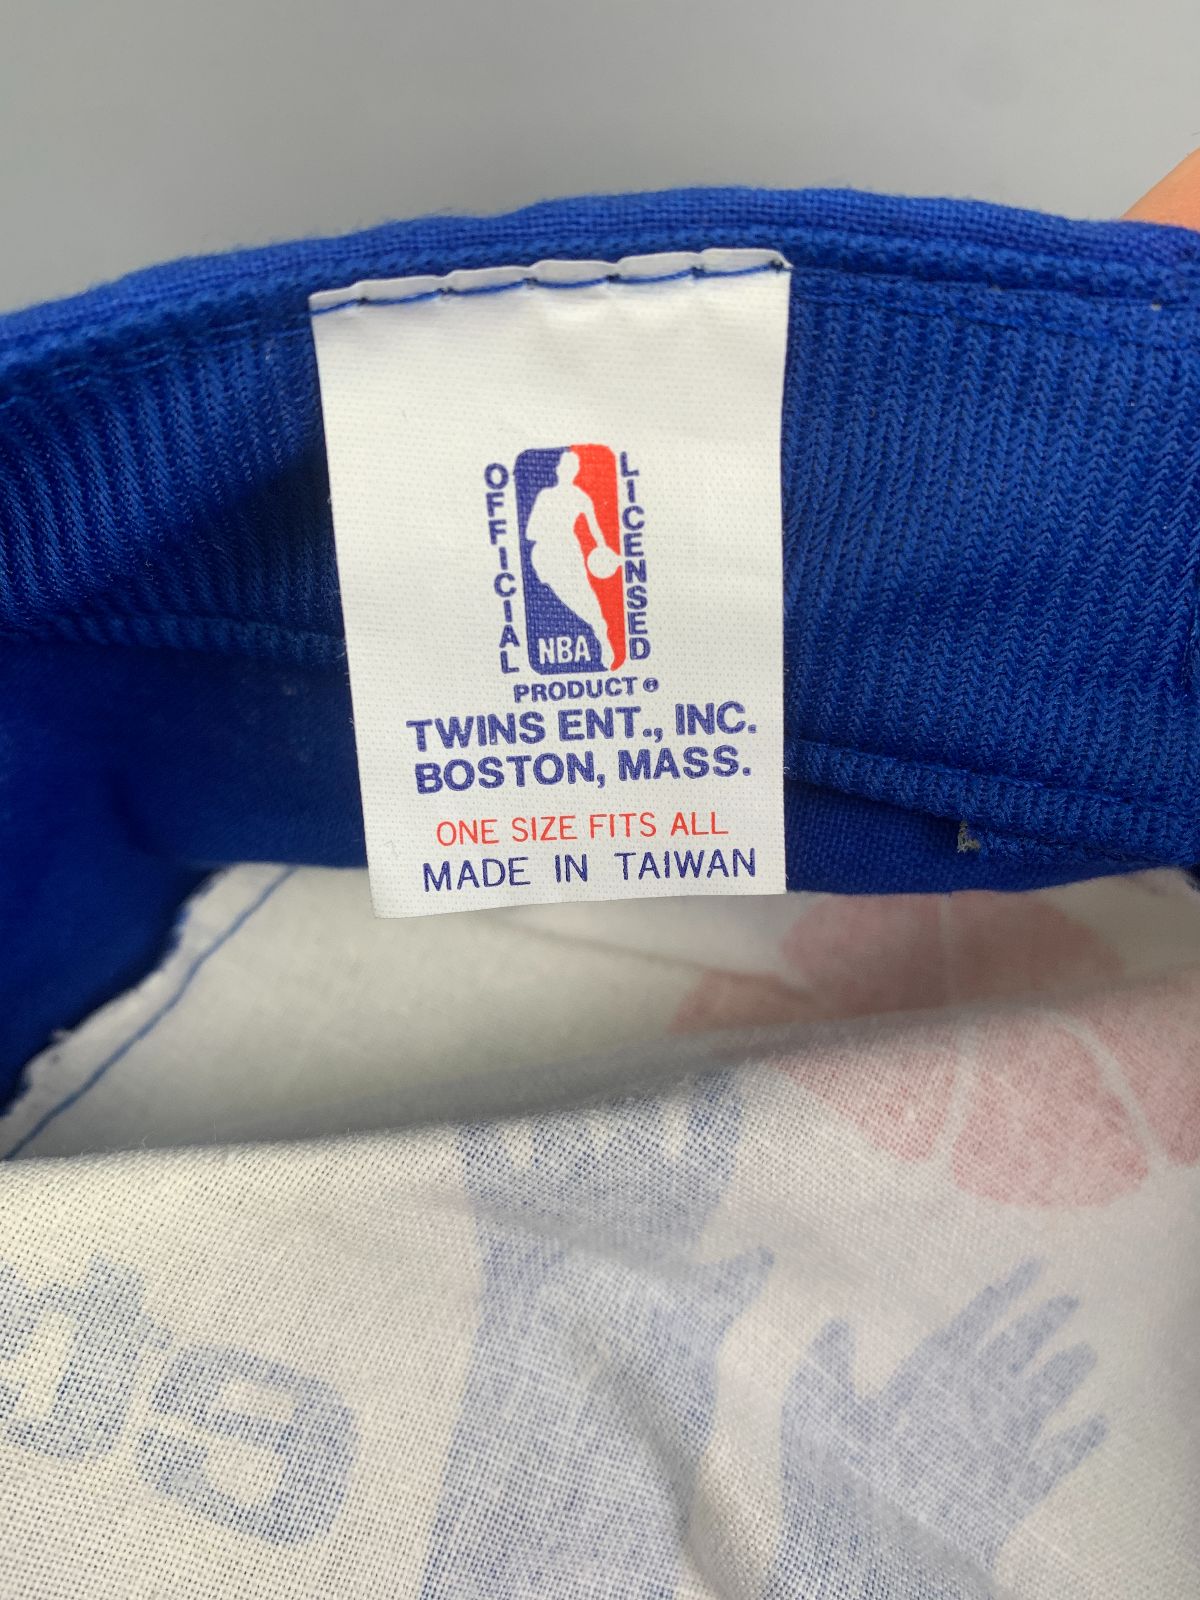 OFFICIAL
LICENSED
NBA
PRODUCT ®
TWINS ENT., INC.
BOSTON, MASS.
ONE SIZE FITS ALL
MADE IN TAIWAN